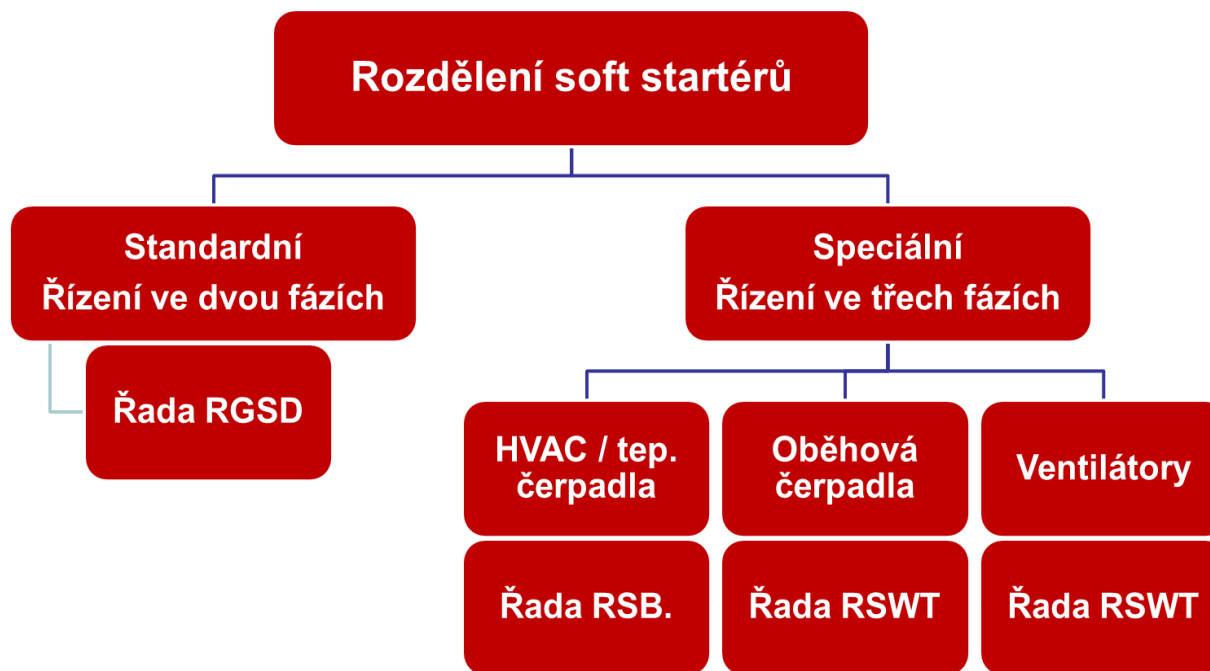 Rozdělení soft startérů
Standardní
Řízení ve dvou fázích
Řada RGSD
Speciální
Řízení ve třech fázích
HVAC / tep.
čerpadla
Řada RSB.
Oběhová
čerpadla
Řada RSWT
Ventilátory
Řada RSWT